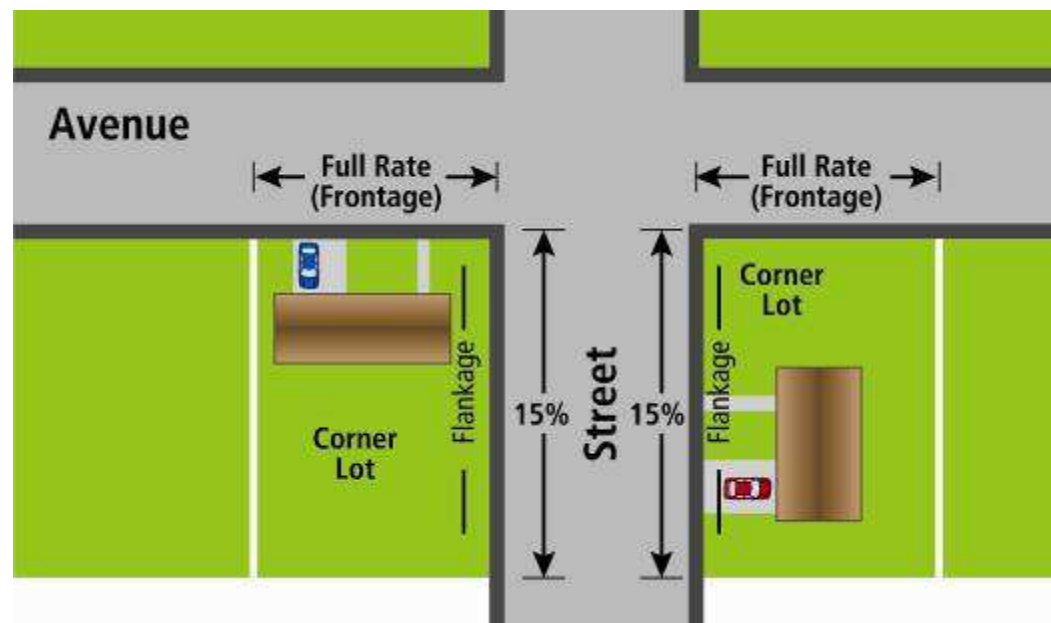 Avenue
Full Rate
(Frontage)
Full Rate
(Frontage)
Corner
Lot
Flankage
15%
Street
15%
Flankage
Corner
Lot